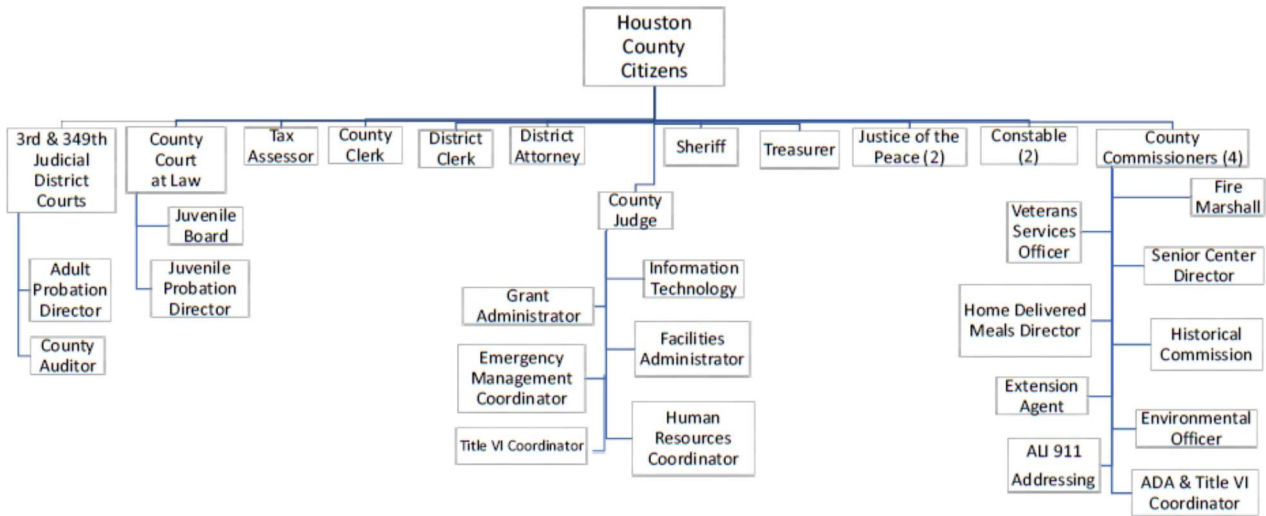 Houston
County
Citizens
3rd & 349th
Judicial
District
Courts
County
Court
at Law
Tax
Assessor
County
Clerk
District
Clerk
District
Attorney
Sheriff
Treasurer
Justice of the
Peace (2)
Constable
(2)
County
Commissioners (4)
Adult
Probation
Director
County
Auditor
Juvenile
Board
Juvenile
Probation
Director
County
Judge
Information
Technology
Grant
Administrator
Facilities
Administrator
Emergency
Management
Coordinator
Human
Resources
Coordinator
Title VI Coordinator
Fire
Marshall
Veterans
Services
Officer
Senior Center
Director
Home Delivered
Meals Director
Historical
Commission
Extension
Agent
Environmental
Officer
ALI 911
Addressing
ADA & Title VI
Coordinator